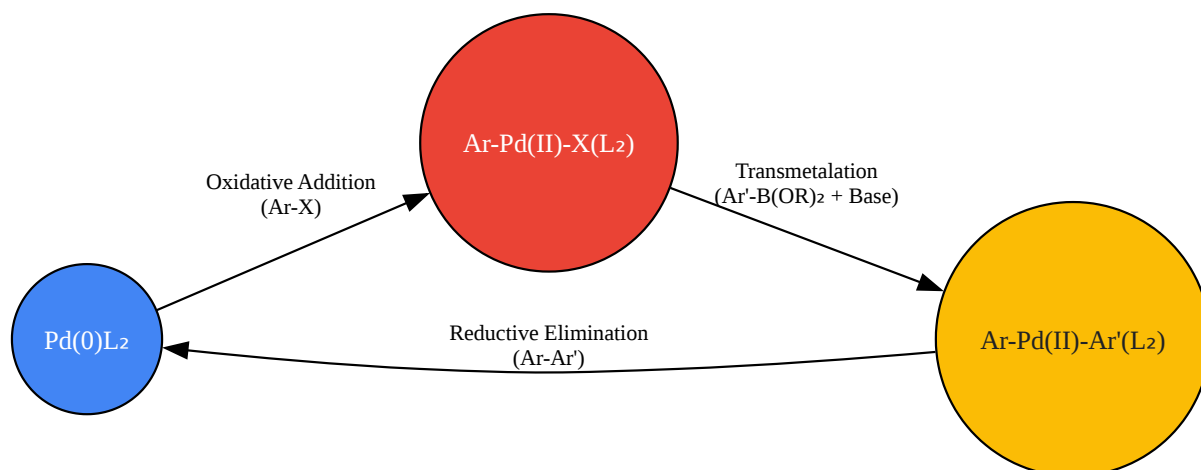 Ar-Pd(II)-X(L₂)
Oxidative Addition
(Ar-X)
Transmetalation
(Ar'-B(OR)₂ + Base)
Pd(0)L₂
Reductive Elimination
(Ar-Ar')
Ar-Pd(II)-Ar'(L₂)